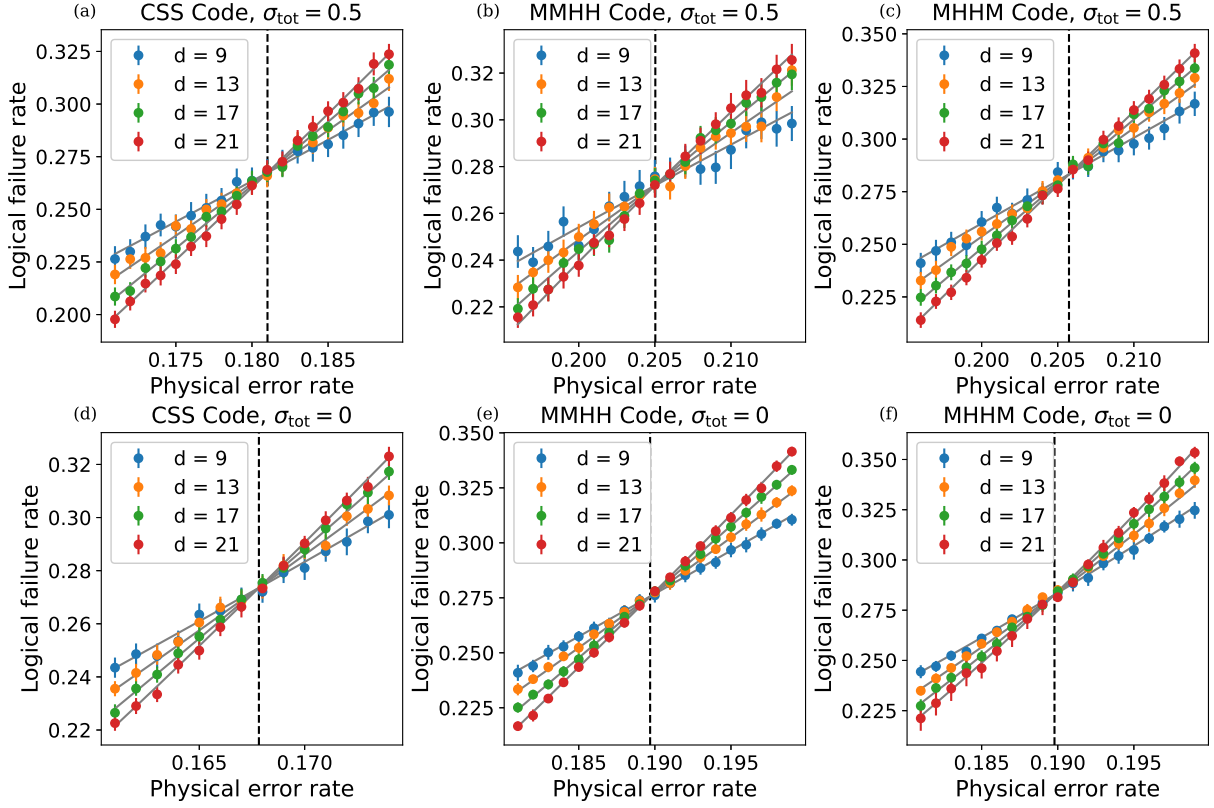 (a)
CSS Code, σtot = 0.5
d = 9
d = 13
d = 17
d = 21
Logical failure rate
0.325
0.300
0.275
0.250
0.225
0.200
0.175
0.180
0.185
Physical error rate
(b)
MMHH Code, σtot = 0.5
d = 9
d = 13
d = 17
d = 21
Logical failure rate
0.32
0.30
0.28
0.26
0.24
0.22
0.200
0.205
0.210
Physical error rate
(c)
MHHM Code, σtot = 0.5
d = 9
d = 13
d = 17
d = 21
Logical failure rate
0.350
0.325
0.300
0.275
0.250
0.225
0.200
0.205
0.210
Physical error rate
(d)
CSS Code, σtot = 0
d = 9
d = 13
d = 17
d = 21
Logical failure rate
0.32
0.30
0.28
0.26
0.24
0.22
0.165
0.170
Physical error rate
(e)
MMHH Code, σtot = 0
d = 9
d = 13
d = 17
d = 21
Logical failure rate
0.350
0.325
0.300
0.275
0.250
0.225
0.185
0.190
0.195
Physical error rate
(f)
MHHM Code, σtot = 0
d = 9
d = 13
d = 17
d = 21
Logical failure rate
0.350
0.325
0.300
0.275
0.250
0.225
0.185
0.190
0.195
Physical error rate